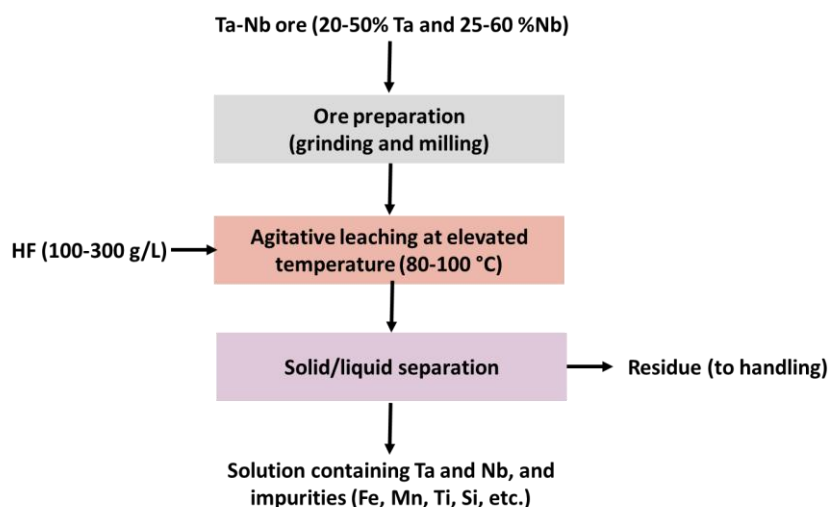 Ta-Nb ore (20-50% Ta and 25-60 %Nb)
Ore preparation
(grinding and milling)
HF (100-300 g/L)
Agitative leaching at elevated
temperature (80-100 °C)
Solid/liquid separation
Residue (to handling)
Solution containing Ta and Nb, and
impurities (Fe, Mn, Ti, Si, etc.)